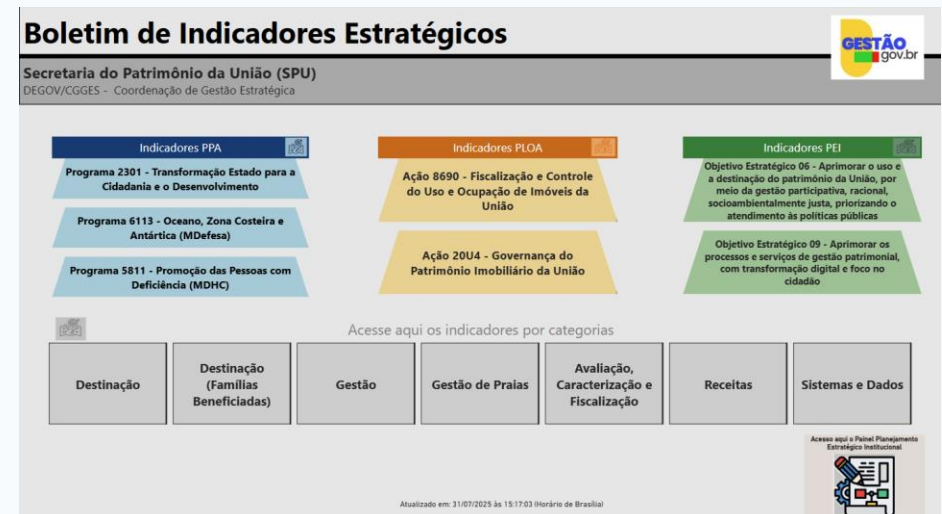 Boletim de Indicadores Estratégicos
GESTÃO
gov.br
Secretaria do Patrimônio da União (SPU)
DEGOV/CGGES - Coordenação de Gestão Estratégica
Indicadores PPA
Programa 2301 - Transformação Estado para a
Cidadania e o Desenvolvimento
Programa 6113 - Oceano, Zona Costeira e
Antártica (MDefesa)
Programa 5811 - Promoção das Pessoas com
Deficiência (MDHC)
Indicadores PLOA
Ação 8690 - Fiscalização e Controle
do Uso e Ocupação de Imóveis da
União
Ação 20U4 - Governança do
Patrimônio Imobiliário da União
Indicadores PEI
Objetivo Estratégico 06 - Aprimorar o uso e
a destinação do patrimônio da União, por
meio da gestão participativa, racional,
socioambientalmente justa, priorizando o
atendimento às políticas públicas
Objetivo Estratégico 09 - Aprimorar os
processos e serviços de gestão patrimonial,
com transformação digital e foco no
cidadão
Acesse aqui os indicadores por categorias
Destinação
Destinação
(Famílias
Beneficiadas)
Gestão
Gestão de Praias
Avaliação,
Caracterização e
Fiscalização
Receitas
Sistemas e Dados
Acesso aqui o Painel Planejamento
Estratégico Institucional
Atualizado em: 31/07/2025 às 15:17:03 (Horário de Brasília)